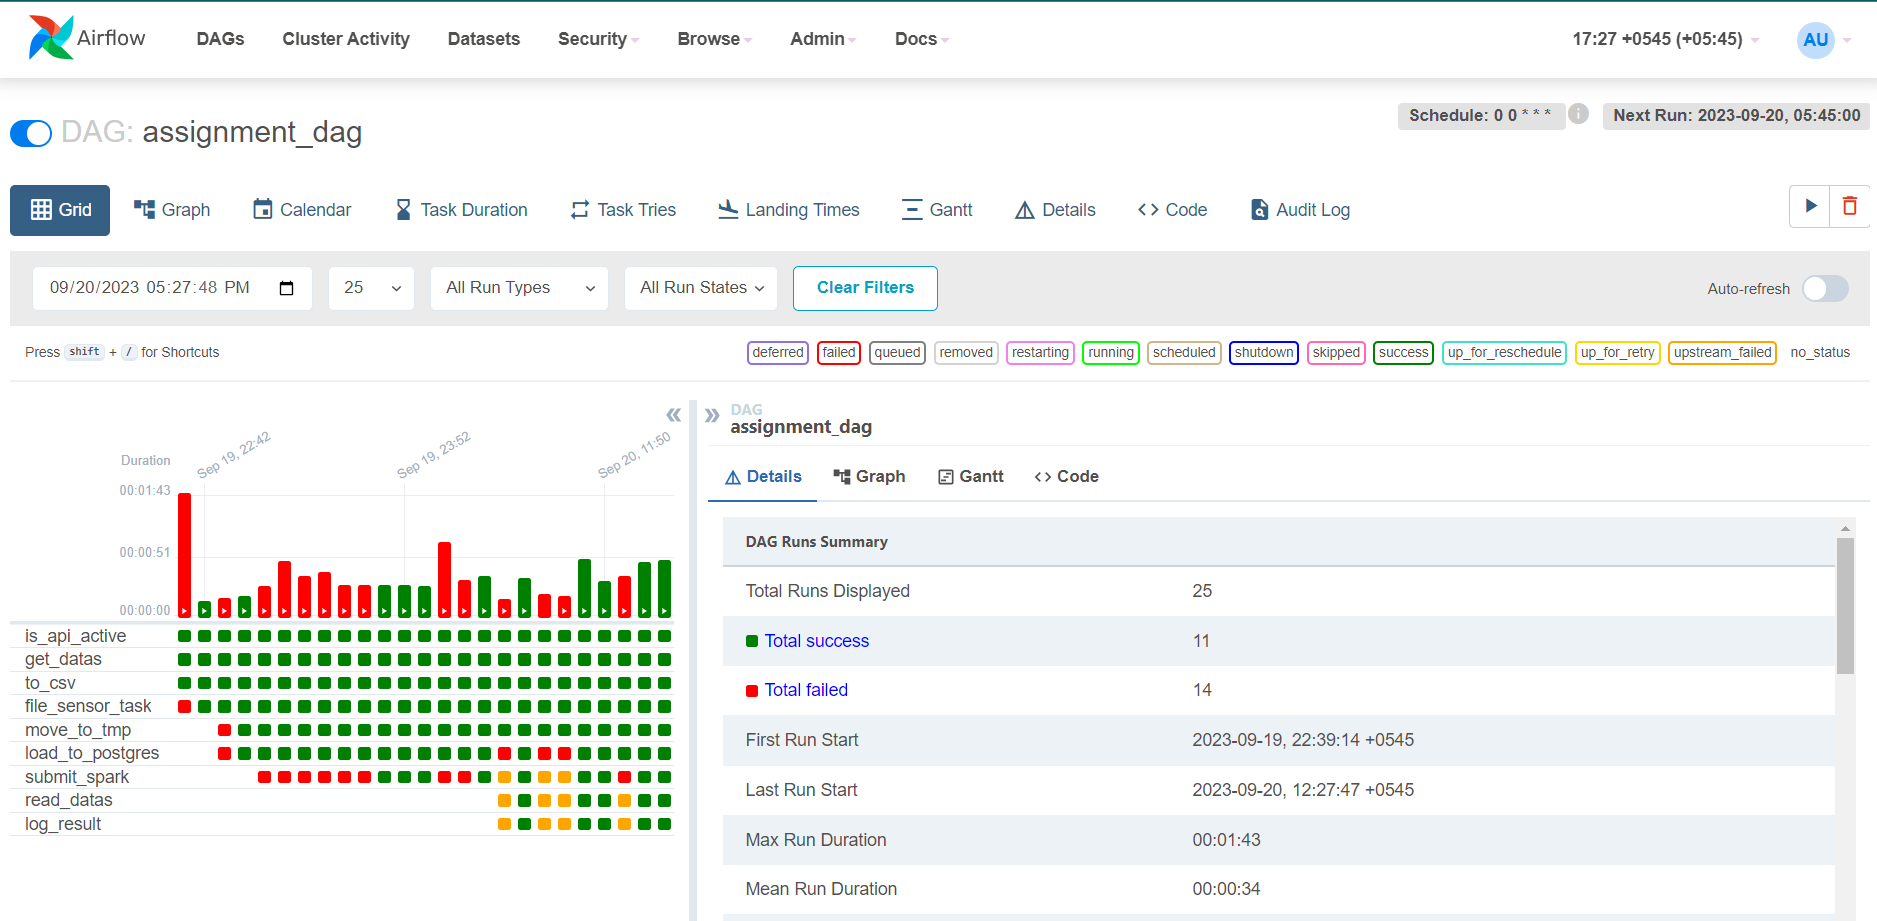 Airflow DAGs Cluster Activity Datasets Security Browse Admin Docs 17:27 +0545 (+05:45) AU
Schedule: 0 0 * * * i Next Run: 2023-09-20, 05:45:00
DAG: assignment_dag
Grid Graph Calendar Task Duration Task Tries Landing Times Gantt Details Code Audit Log
09/20/2023 05:27:48 PM 25 All Run Types All Run States Clear Filters Auto-refresh
Press shift + / for Shortcuts deferred failed queued removed restarting running scheduled shutdown skipped success up_for_reschedule up_for_retry upstream_failed no_status
Duration
Sep 19, 22:42
Sep 19, 23:52
Sep 20, 11:50
00:01:43
00:00:51
00:00:00
is_api_active
get_datas
to_csv
file_sensor_task
move_to_tmp
load_to_postgres
submit_spark
read_datas
log_result
DAG
assignment_dag
Details Graph Gantt Code
DAG Runs Summary
Total Runs Displayed 25
Total success 11
Total failed 14
First Run Start 2023-09-19, 22:39:14 +0545
Last Run Start 2023-09-20, 12:27:47 +0545
Max Run Duration 00:01:43
Mean Run Duration 00:00:34